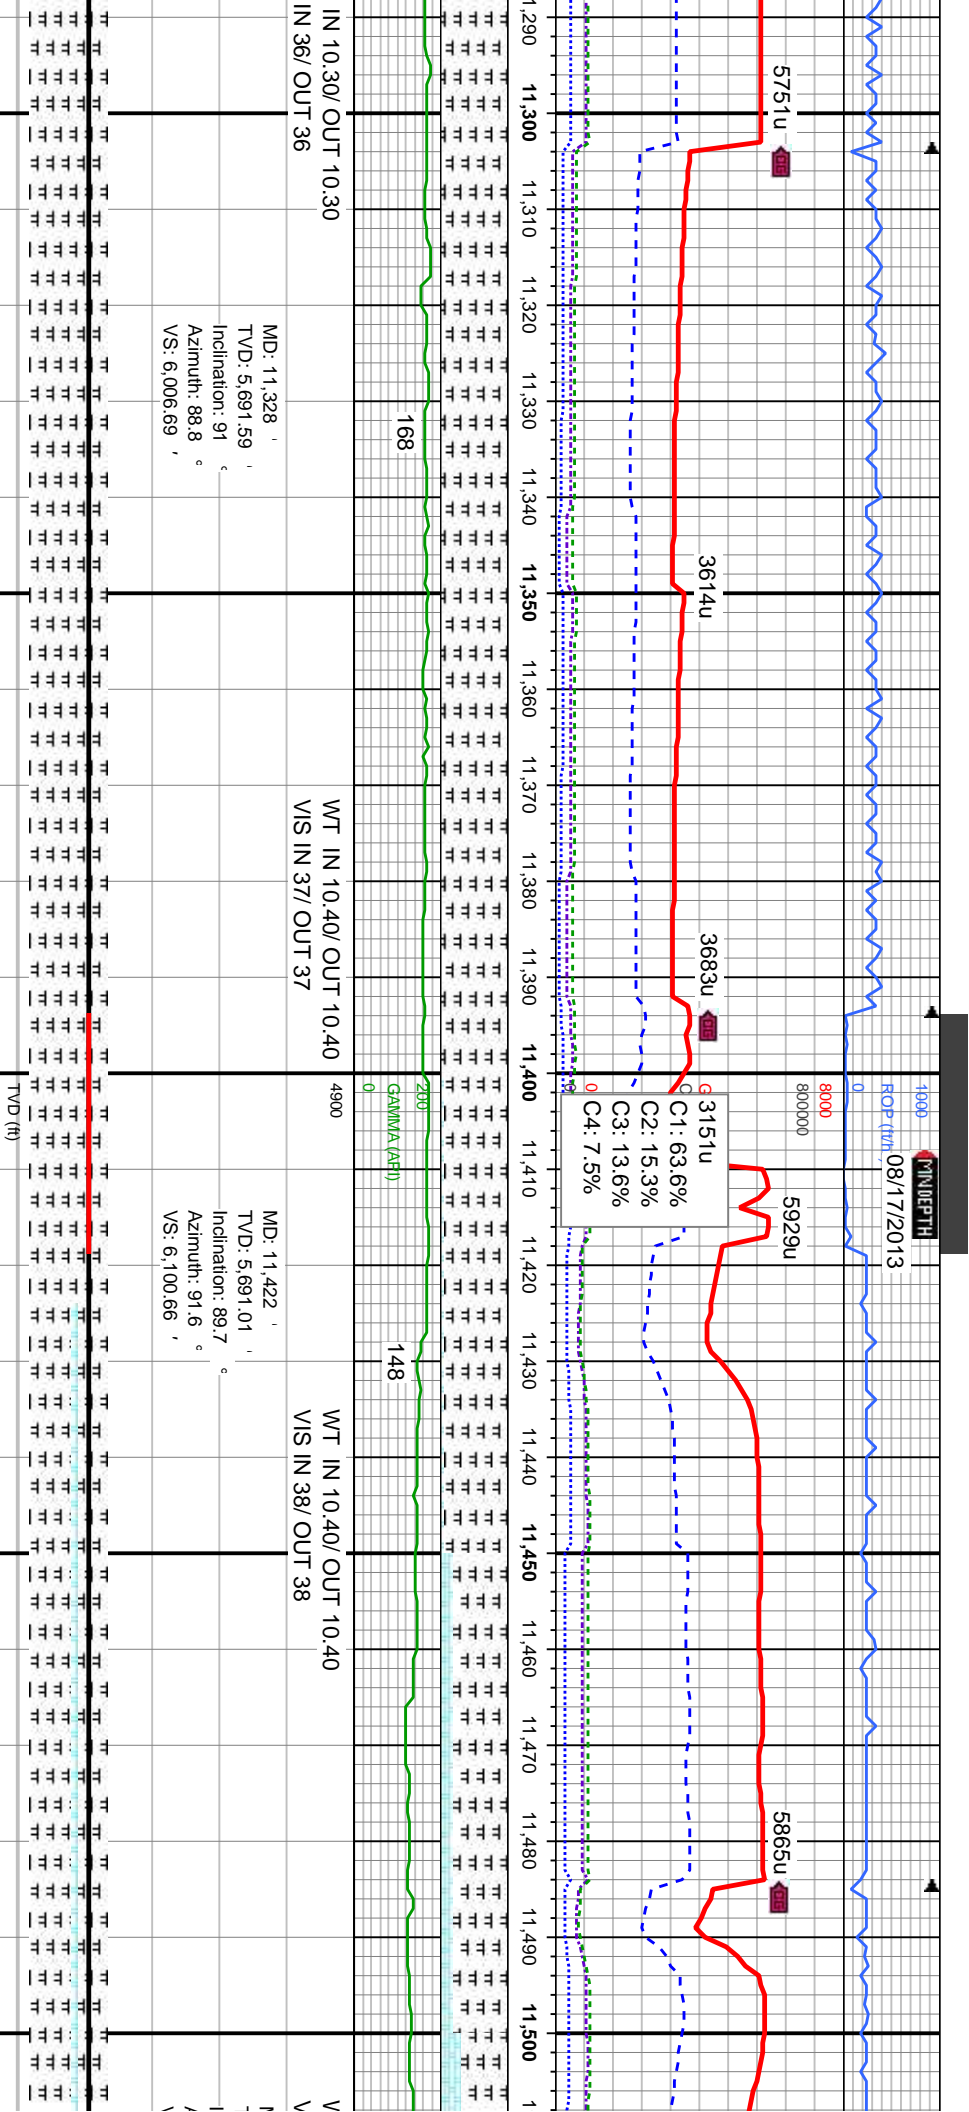 1000
ROP (ft/h
0
MNDEPTH
08/17/2013
800000
8000
0
5751u
CG
3614u
3683u
CG
3151u
C1: 63.6%
C2: 15.3%
C3: 13.6%
C4: 7.5%
5929u
5865u
CG
,290
11,300
11,310
11,320
11,330
11,340
11,350
11,360
11,370
11,380
11,390
11,400
11,410
11,420
11,430
11,440
11,450
11,460
11,470
11,480
11,490
11,500
200
GAMMA (API)
0
168
148
4900
IN 10.30/ OUT 10.30
IN 36/ OUT 36
WT IN 10.40/ OUT 10.40
VIS IN 37/ OUT 37
WT IN 10.40/ OUT 10.40
VIS IN 38/ OUT 38
MD: 11,328 '
TVD: 5,691.59 '
Inclination: 91 °
Azimuth: 88.8 °
VS: 6,006.69 '
MD: 11,422 '
TVD: 5,691.01 '
Inclination: 89.7 °
Azimuth: 91.6 °
VS: 6,100.66 '
TVD (ft)